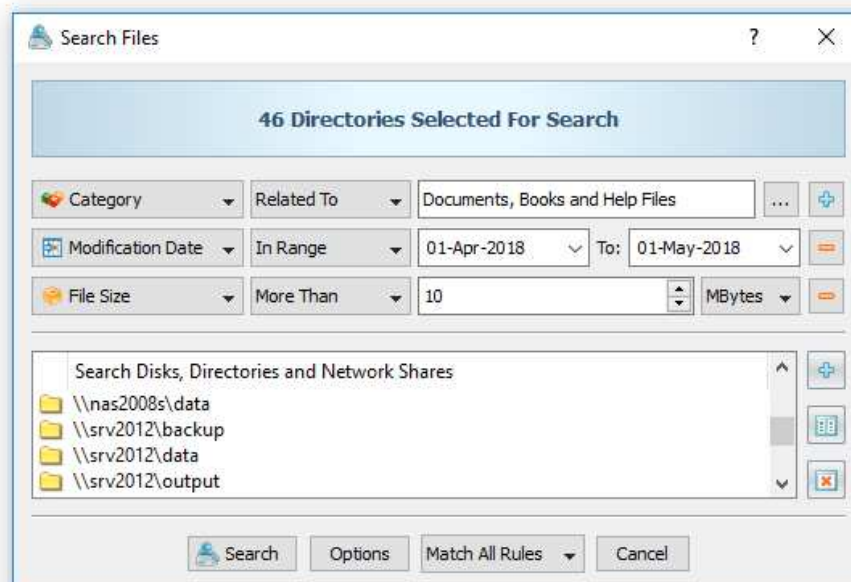 Search Files ?
46 Directories Selected For Search
Category Related To Documents, Books and Help Files ...
Modification Date In Range 01-Apr-2018 To: 01-May-2018
File Size More Than 10 MBytes
Search Disks, Directories and Network Shares
\\nas2008s\data
\\srv2012\backup
\\srv2012\data
\\srv2012\output
Search Options Match All Rules Cancel